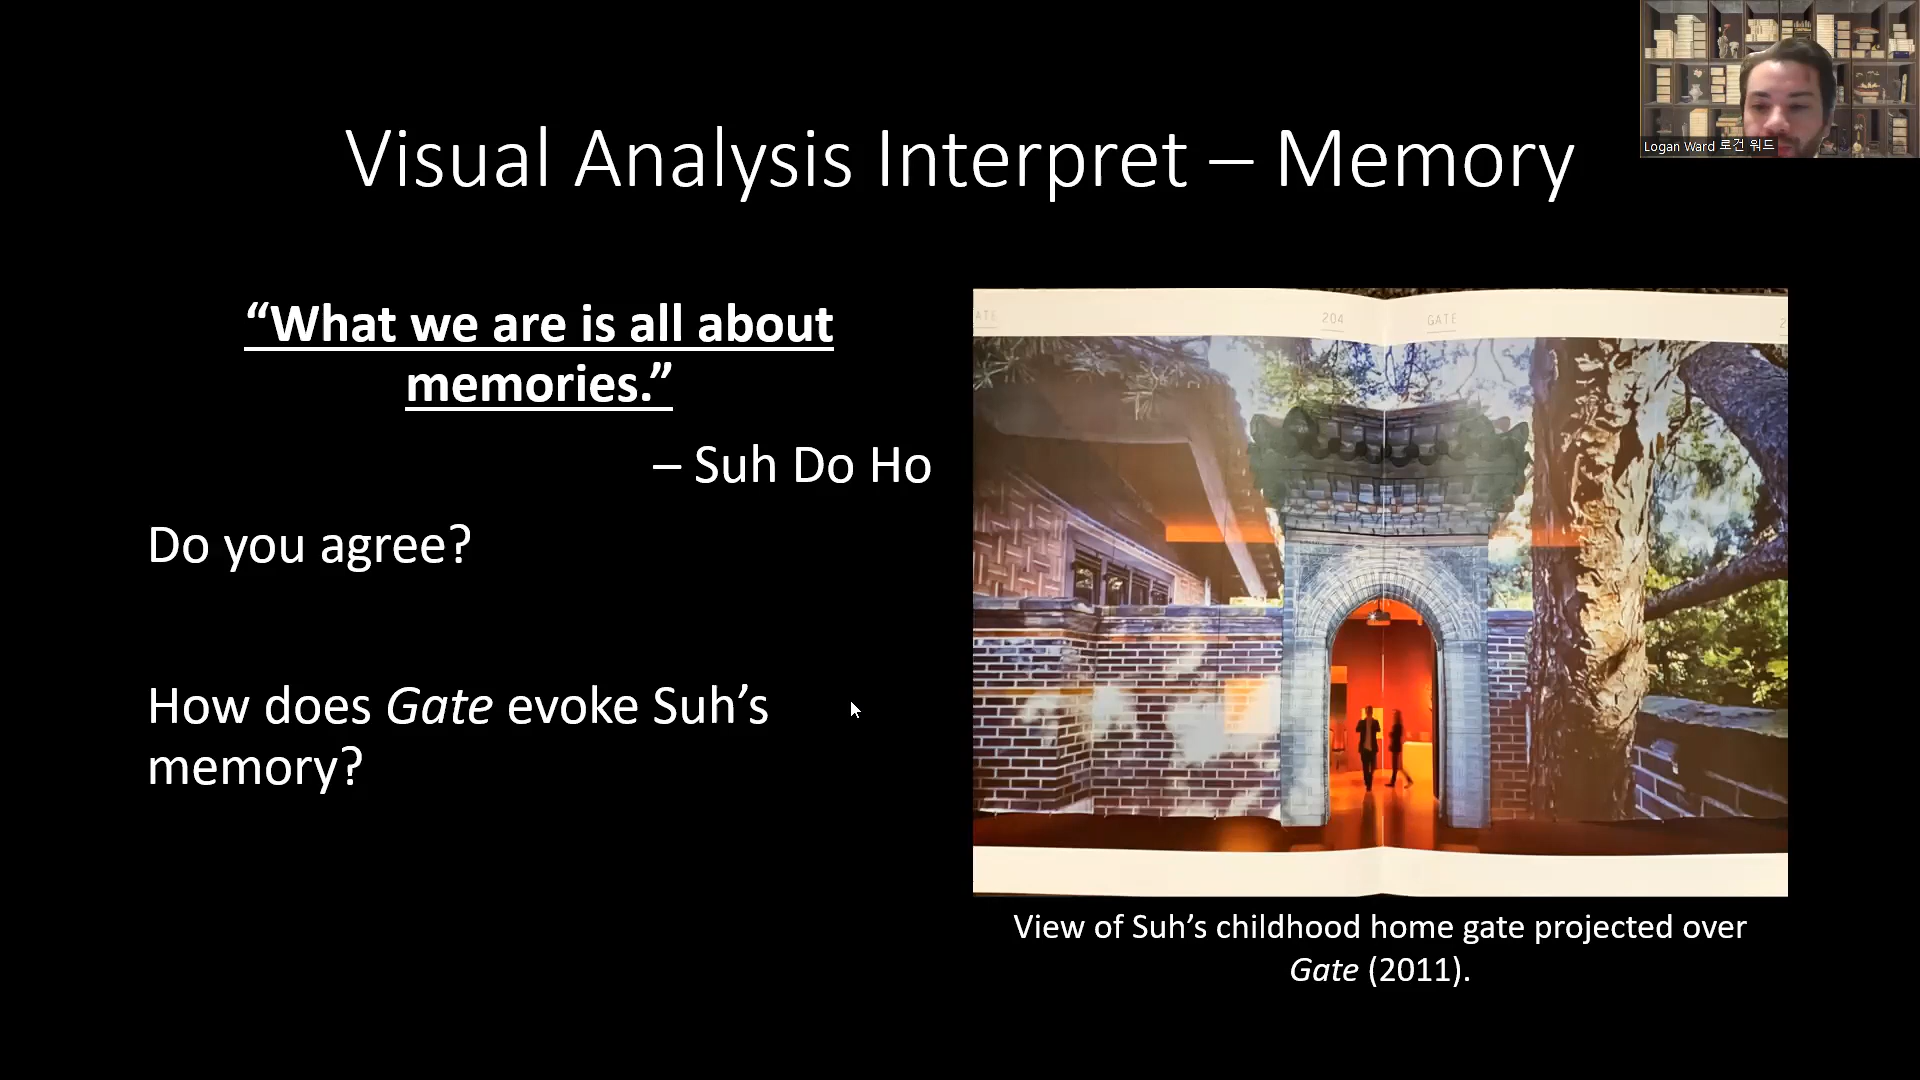 Visual Analysis Interpret – Memory
Logan Ward 로건 워드
“What we are is all about
memories.”
– Suh Do Ho
Do you agree?
How does Gate evoke Suh’s
memory?
204
GATE
View of Suh’s childhood home gate projected over
Gate (2011).